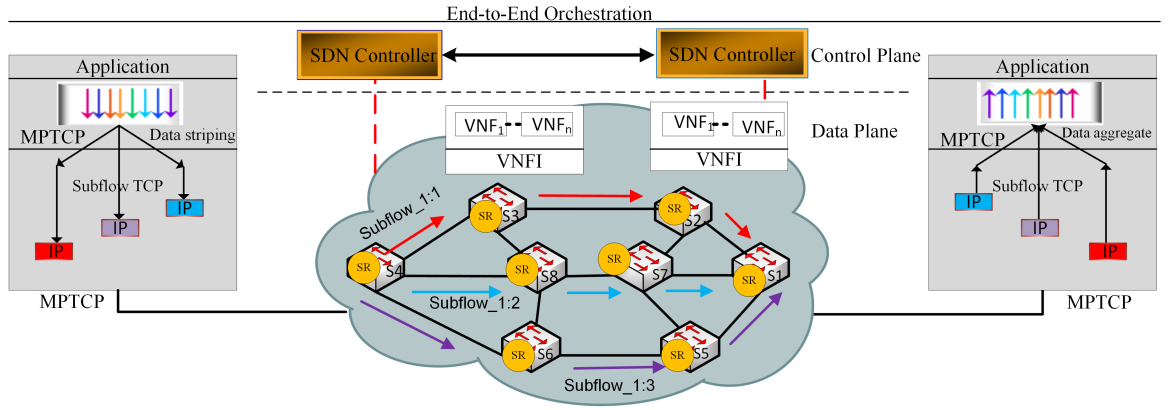 End-to-End Orchestration
SDN Controller
SDN Controller
Control Plane
Application
MPTCP
Data striping
Subflow TCP
IP
IP
IP
MPTCP
VNF1 VNFn
VNFI
VNF1 VNFn
VNFI
Data Plane
Subflow_1:1
SR S3
SR S2
SR S4
SR S8
SR S7
SR S1
Subflow_1:2
SR S6
SR S5
Subflow_1:3
Application
MPTCP
Data aggregate
Subflow TCP
IP
IP
IP
MPTCP